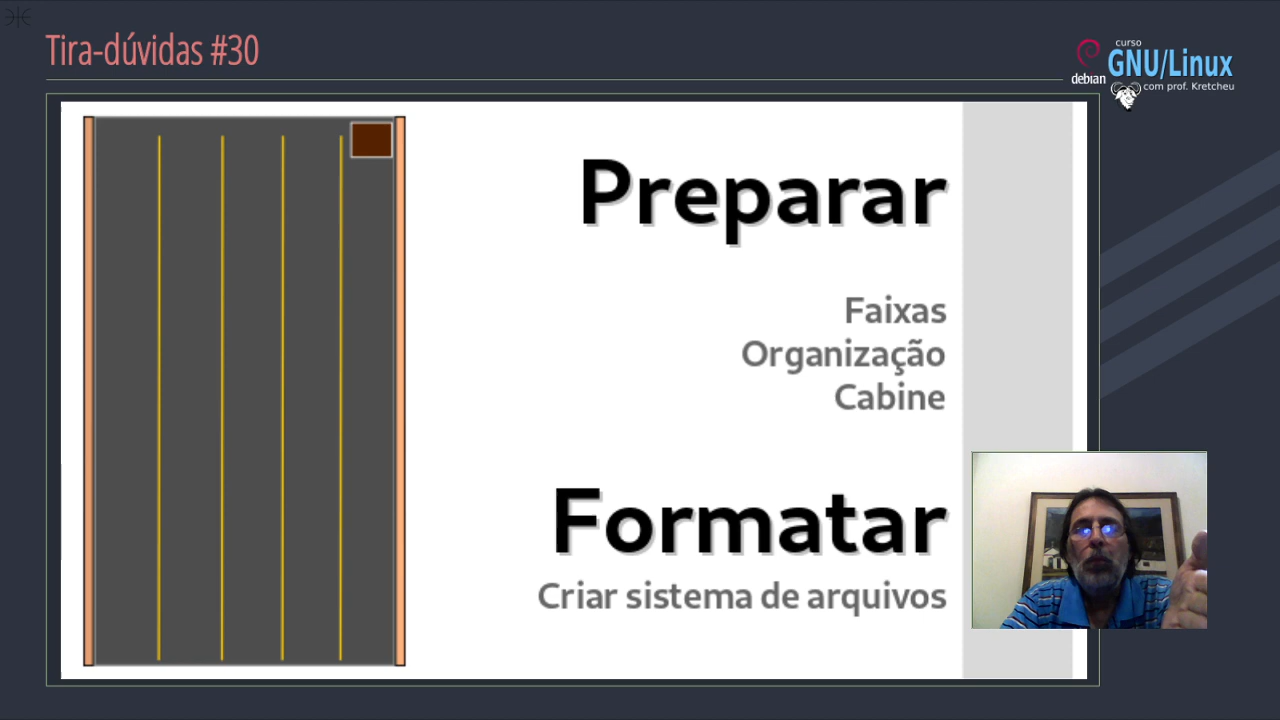 Tira-dúvidas #30
curso
GNU/Linux
debian
com prof. Kretcheu
Preparar
Faixas
Organização
Cabine
Formatar
Criar sistema de arquivos